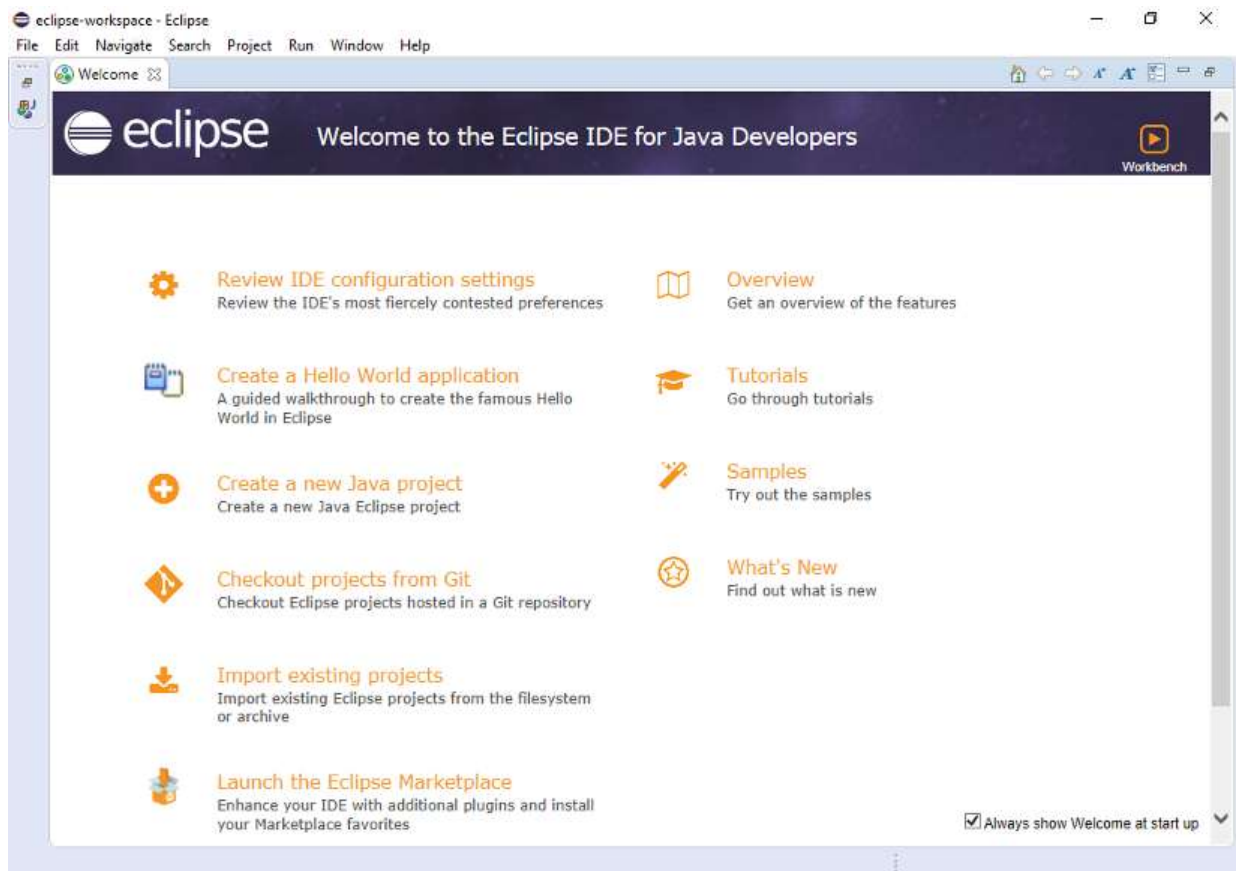 eclipse-workspace - Eclipse
File Edit Navigate Search Project Run Window Help
Welcome
eclipse Welcome to the Eclipse IDE for Java Developers
Workbench
Review IDE configuration settings
Review the IDE's most fiercely contested preferences
Create a Hello World application
A guided walkthrough to create the famous Hello
World in Eclipse
Create a new Java project
Create a new Java Eclipse project
Checkout projects from Git
Checkout Eclipse projects hosted in a Git repository
Import existing projects
Import existing Eclipse projects from the filesystem
or archive
Launch the Eclipse Marketplace
Enhance your IDE with additional plugins and install
your Marketplace favorites
Overview
Get an overview of the features
Tutorials
Go through tutorials
Samples
Try out the samples
What's New
Find out what is new
Always show Welcome at start up